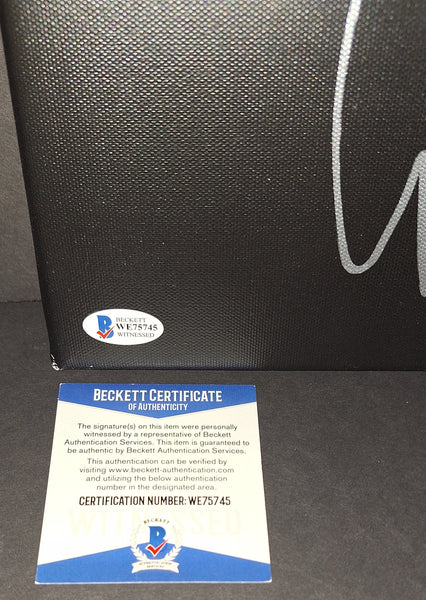 BECKETT
WE75745
WITNESSED
BECKETT CERTIFICATE
OF AUTHENTICITY
The signature(s) on this item were personally
witnessed by a representative of Beckett
Authentication Services. This item is guaranteed
to be authentic by Beckett Authentication Services.
This authentication can be verified by
visiting www.beckett-authentication.com
and utilizing the below authentication
number in the designated area.
CERTIFICATION NUMBER: WE75745
WITNESSED
BECKETT
B